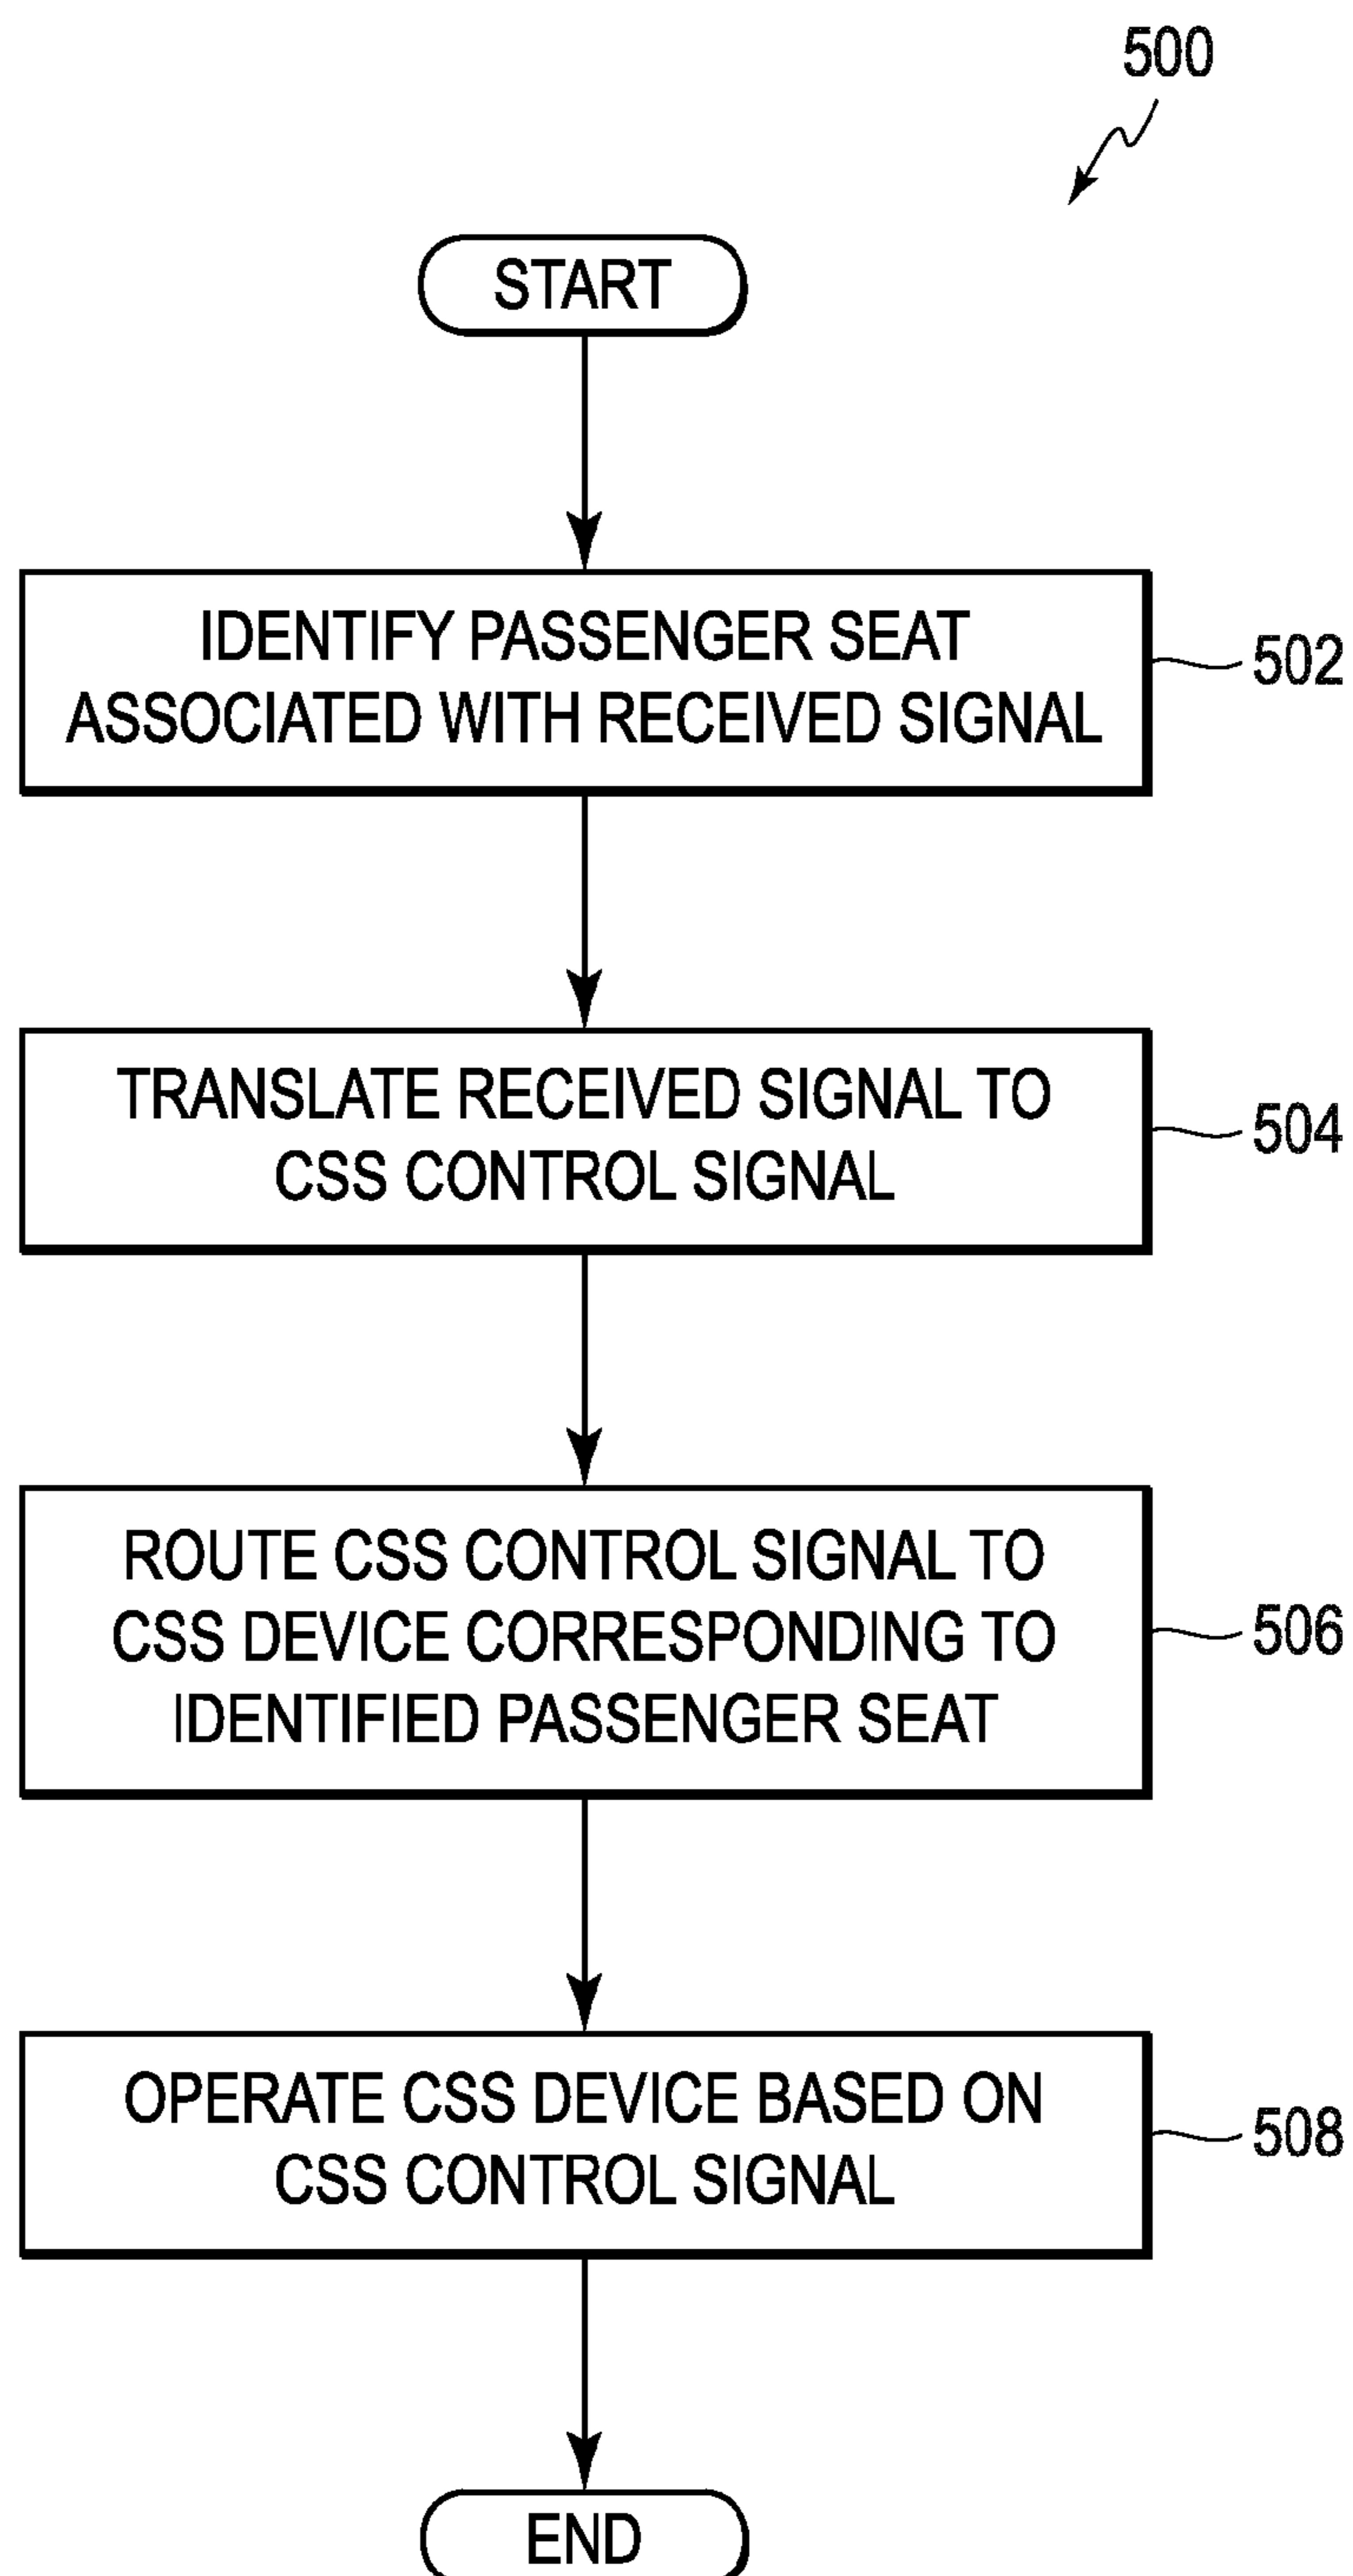 500
START
IDENTIFY PASSENGER SEAT
ASSOCIATED WITH RECEIVED SIGNAL
502
TRANSLATE RECEIVED SIGNAL TO
CSS CONTROL SIGNAL
504
ROUTE CSS CONTROL SIGNAL TO
CSS DEVICE CORRESPONDING TO
IDENTIFIED PASSENGER SEAT
506
OPERATE CSS DEVICE BASED ON
CSS CONTROL SIGNAL
508
END